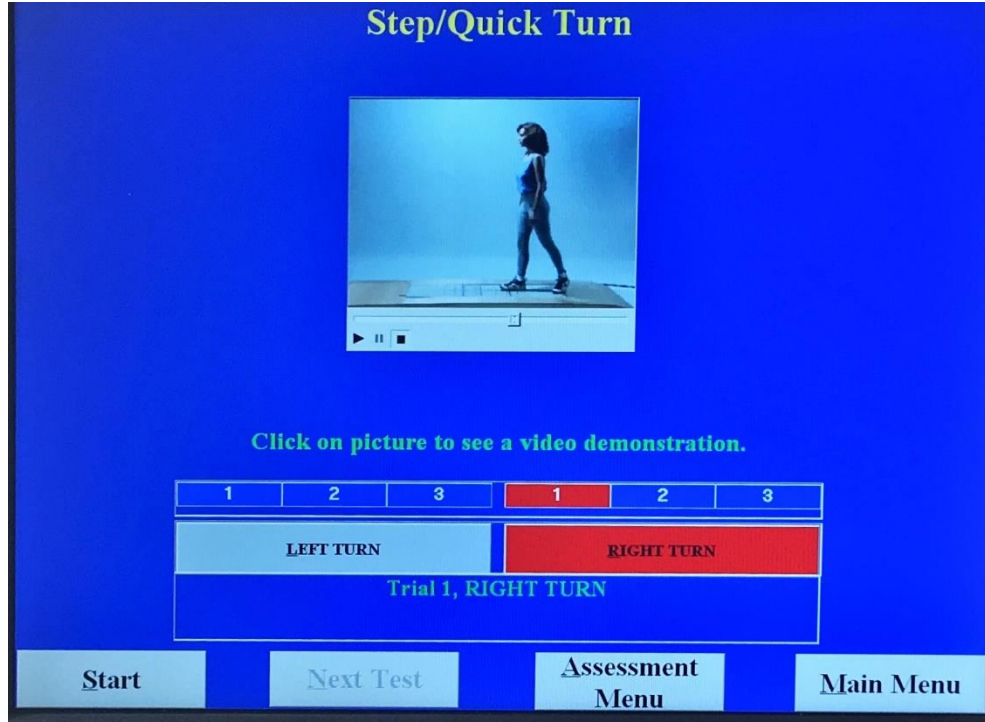 Step/Quick Turn
Click on picture to see a video demonstration.
1 2 3 1 2 3
LEFT TURN RIGHT TURN
Trial 1, RIGHT TURN
Start Next Test Assessment Menu Main Menu